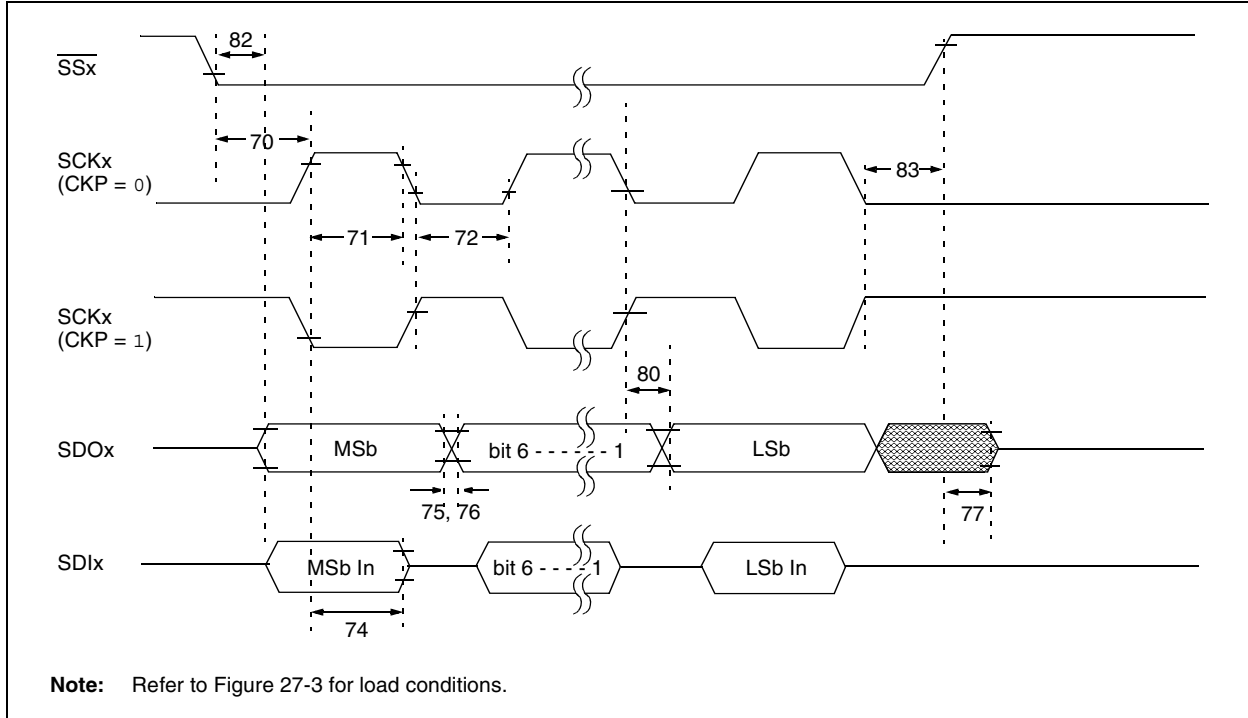 82
SSx
70
SCKx
(CKP = 0)
83
71
72
SCKx
(CKP = 1)
80
SDOx
MSb
bit 6 - - - - - - 1
LSb
75, 76
77
SDIx
MSb In
bit 6 - - - - 1
LSb In
74
Note: Refer to Figure 27-3 for load conditions.